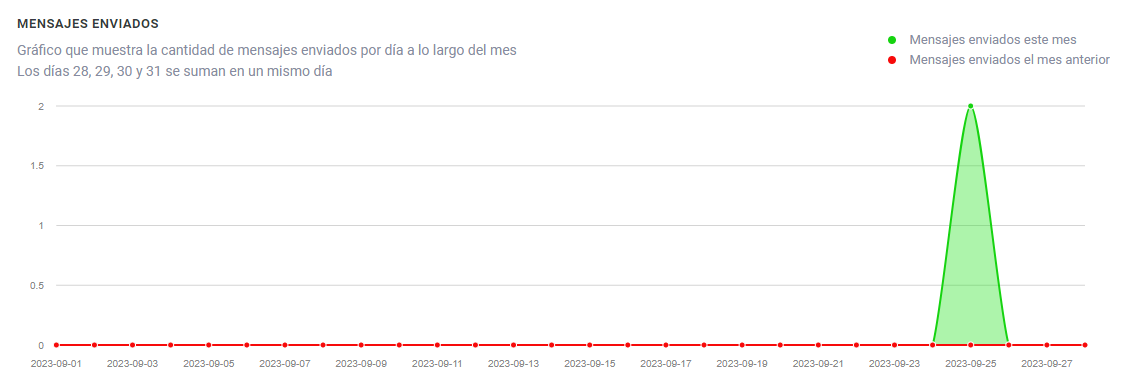 MENSAJES ENVIADOS
Gráfico que muestra la cantidad de mensajes enviados por día a lo largo del mes
Los días 28, 29, 30 y 31 se suman en un mismo día
Mensajes enviados este mes
Mensajes enviados el mes anterior
2
1.5
1
0.5
0
2023-09-01 2023-09-03 2023-09-05 2023-09-07 2023-09-09 2023-09-11 2023-09-13 2023-09-15 2023-09-17 2023-09-19 2023-09-21 2023-09-23 2023-09-25 2023-09-27